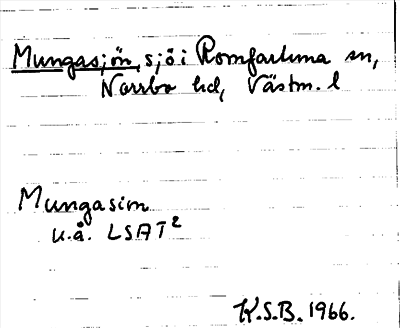 Mungasjön, sjö i Romfartuna sn,
Norrbo hd, Västm. l
Mungasim
u.å. LSAT²
K.S.B. 1966.